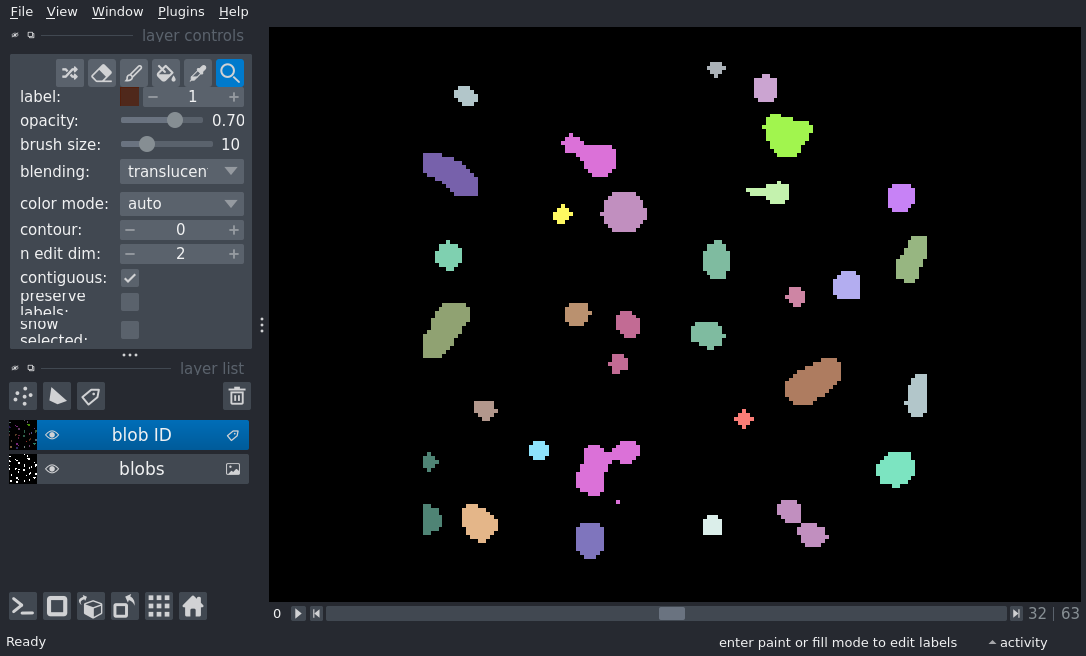 File View Window Plugins Help
layer controls
label: 1
opacity: 0.70
brush size: 10
blending: translucen
color mode: auto
contour: 0
n edit dim: 2
contiguous:
preserve
labels:
show
selected:
layer list
blob ID
blobs
0 32 | 63
Ready enter paint or fill mode to edit labels activity